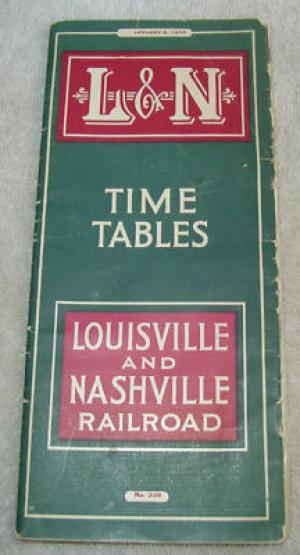 L&N
TIME
TABLES
LOUISVILLE
AND
NASHVILLE
RAILROAD